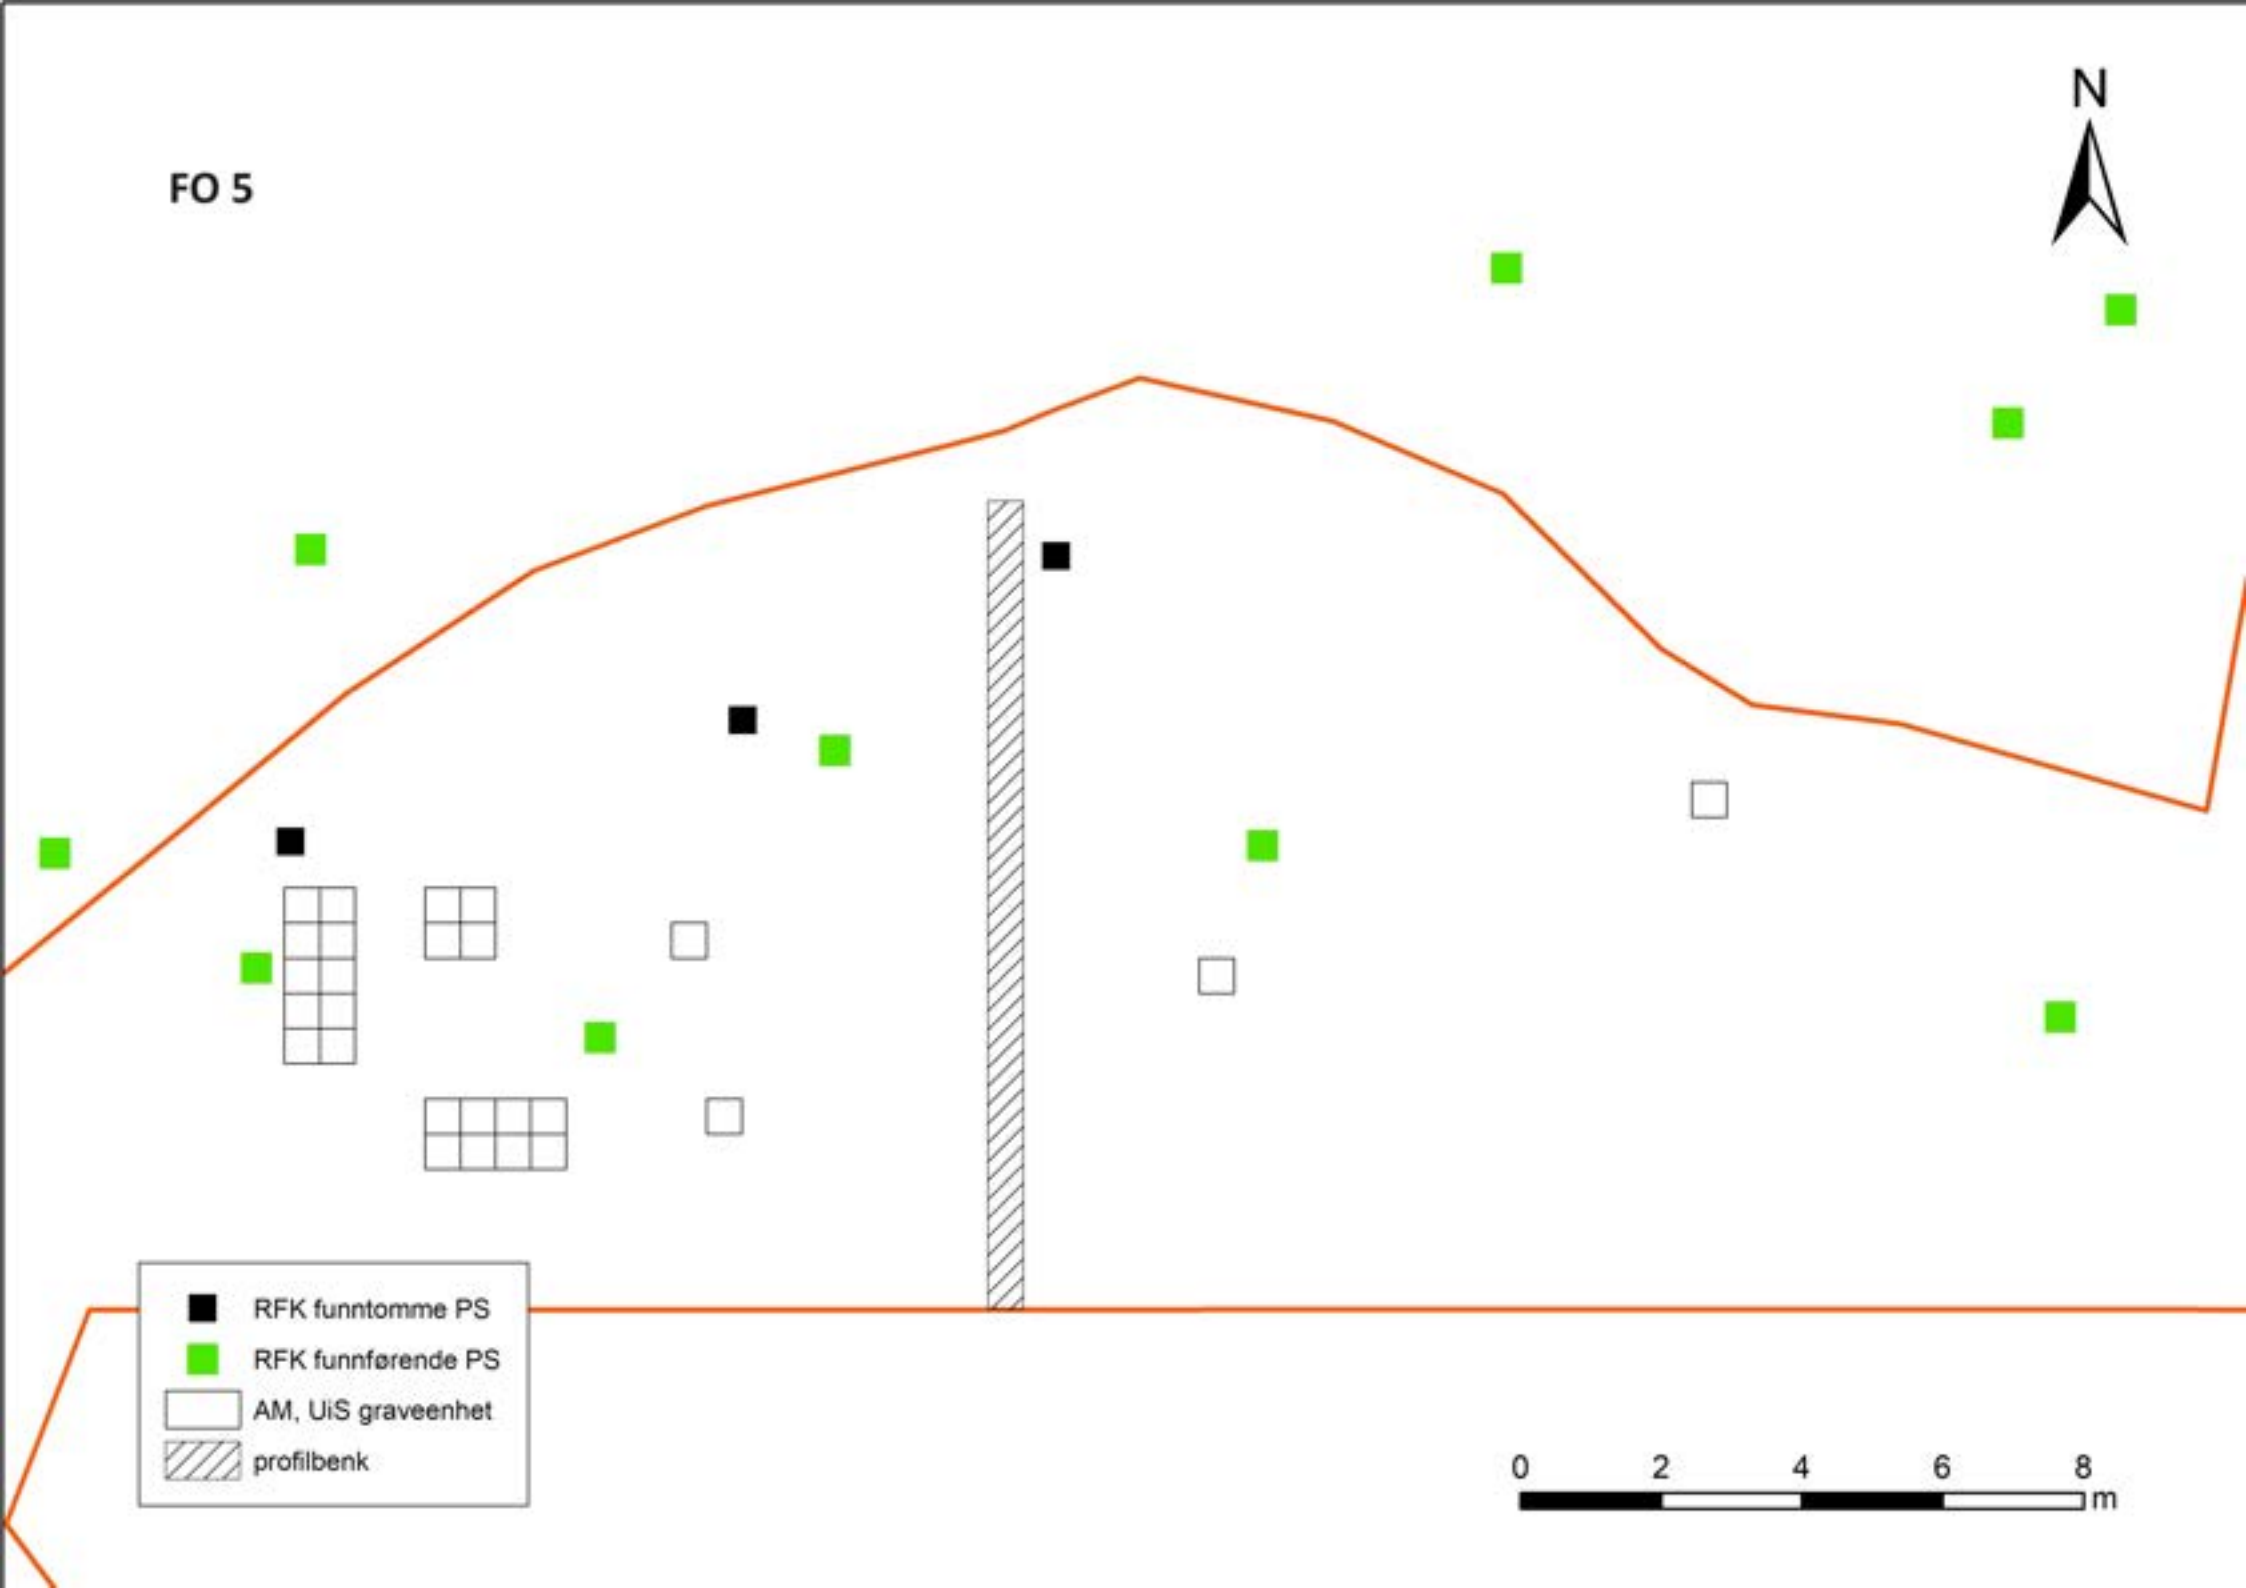 N
FO 5
RFK funntomme PS
RFK funnførende PS
AM, UiS graveenhet
profilbenk
0 2 4 6 8
m